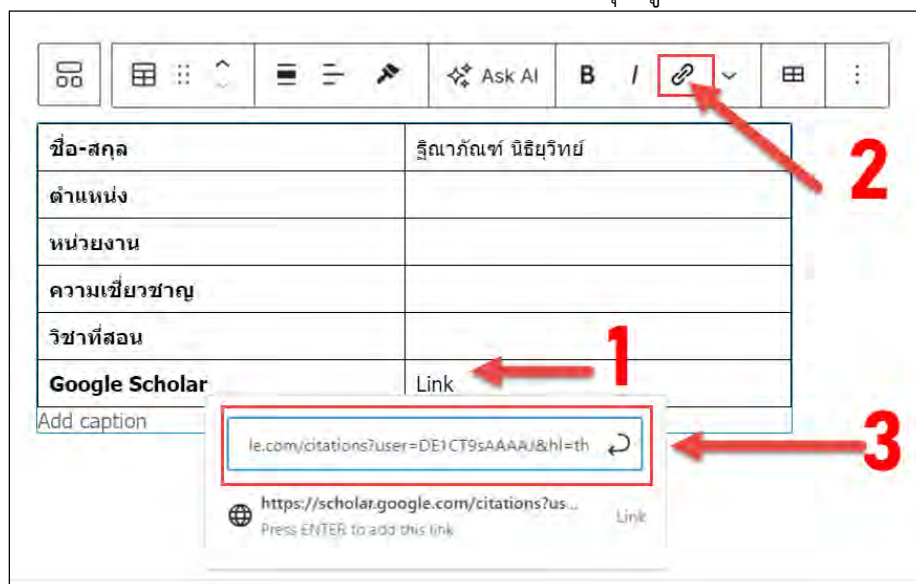 Ask AI B I
2
ชื่อ-สกุล ฐิณาภัณฑ์ นิธิยุวิทย์
ตำแหน่ง
หน่วยงาน
ความเชี่ยวชาญ
วิชาที่สอน
1
Google Scholar Link
Add caption
le.com/citations?user=DE1CT9sAAAAJ&hl=th
3
https://scholar.google.com/citations?us...
Press ENTER to add this link
Link